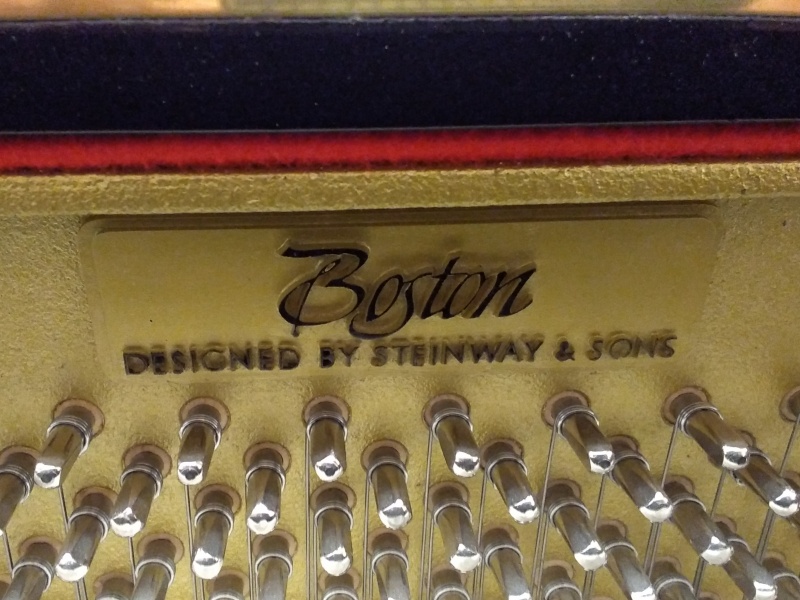 Boston
DESIGNED BY STEINWAY & SONS